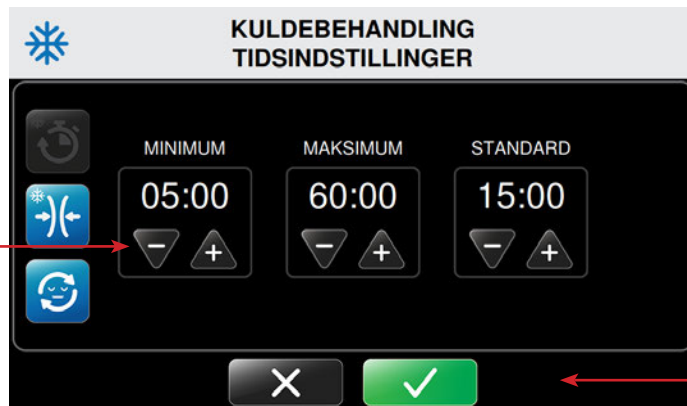 KULDEBEHANDLING
TIDSINDSTILLINGER
MINIMUM MAKSIMUM STANDARD
05:00 60:00 15:00